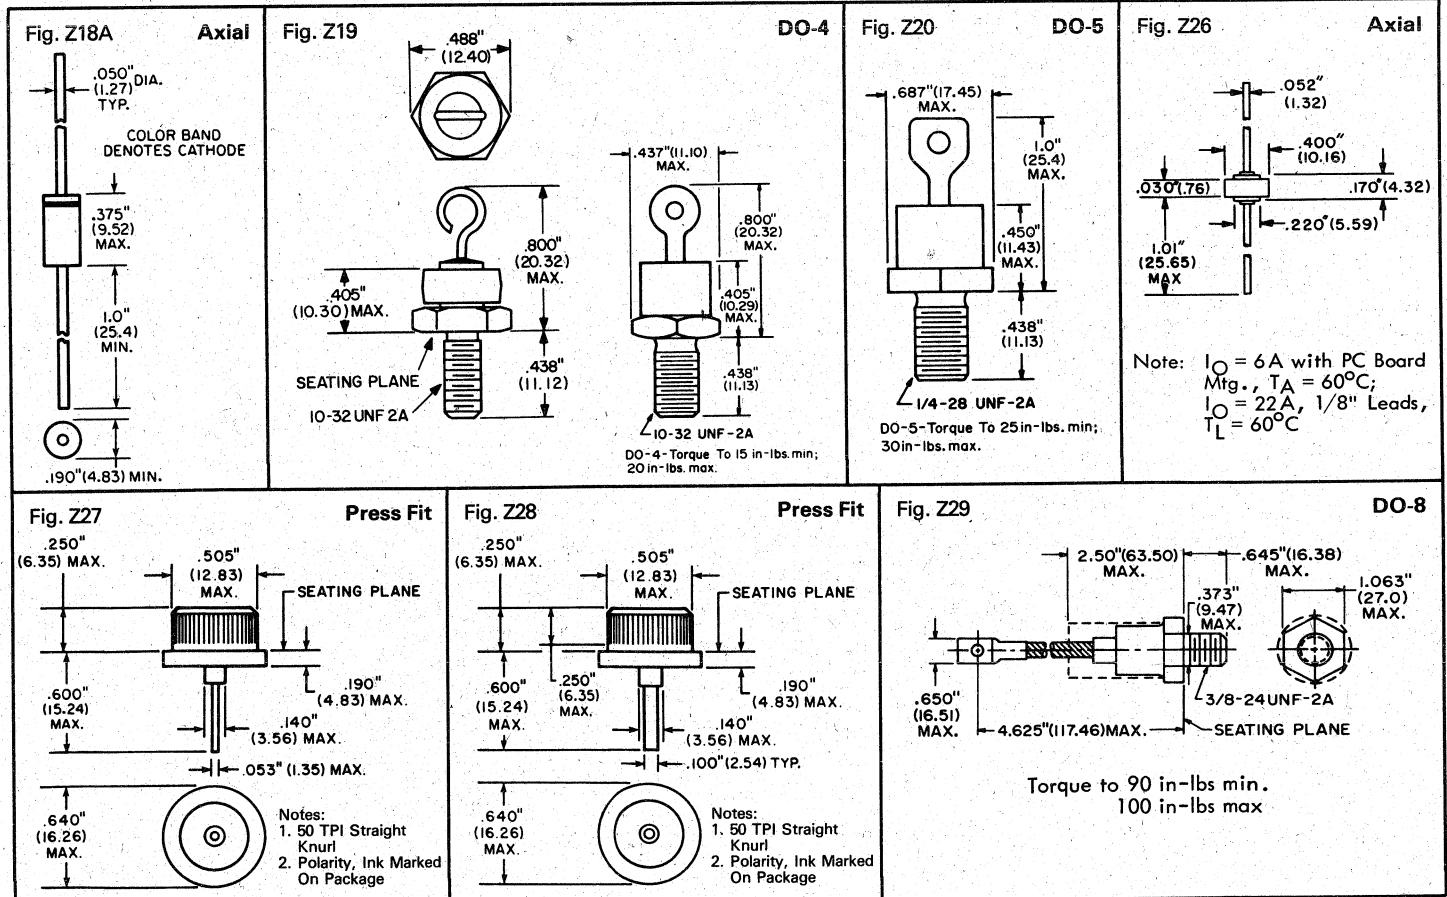 Fig. Z18A
Axial
.050"
(1.27)
DIA.
TYP.
COLOR BAND
DENOTES CATHODE
.375"
(9.52)
MAX.
1.0"
(25.4)
MIN.
.190"(4.83) MIN.
Fig. Z19
DO-4
.488"
(12.40)
.800"
(20.32)
MAX.
.405"
(10.30) MAX.
SEATING PLANE
10-32 UNF 2A
.438"
(11.12)
.437"(11.10)
MAX.
.800"
(20.32)
MAX.
.405"
(10.29)
MAX.
.438"
(11.13)
10-32 UNF-2A
DO-4-Torque To 15 in-lbs. min;
20 in-lbs. max.
Fig. Z20
DO-5
.687"(17.45)
MAX.
1.0"
(25.4)
MAX.
.450"
(11.43)
MAX.
.438"
(11.13)
1/4-28 UNF-2A
DO-5-Torque To 25 in-lbs. min;
30 in-lbs. max.
Fig. Z26
Axial
.052"
(1.32)
.400"
(10.16)
.030"(.76)
.170"(4.32)
.220"(5.59)
1.01"
(25.65)
MAX
Note: IO = 6A with PC Board
Mtg., TA = 60°C;
IO = 22A, 1/8" Leads,
TL = 60°C
Fig. Z27
Press Fit
.250"
(6.35) MAX.
.505"
(12.83)
MAX.
SEATING PLANE
.600"
(15.24)
MAX.
.190"
(4.83) MAX.
.140"
(3.56) MAX.
.053" (1.35) MAX.
.640"
(16.26)
MAX.
Notes:
1. 50 TPI Straight
Knurl
2. Polarity, Ink Marked
On Package
Fig. Z28
Press Fit
.250"
(6.35) MAX.
.505"
(12.83)
MAX.
SEATING PLANE
.600"
(15.24)
MAX.
.250"
(6.35)
MAX.
.190"
(4.83) MAX.
.140"
(3.56) MAX.
.100"(2.54) TYP.
.640"
(16.26)
MAX.
Notes:
1. 50 TPI Straight
Knurl
2. Polarity, Ink Marked
On Package
Fig. Z29
DO-8
2.50"(63.50)
MAX.
.645"(16.38)
MAX.
1.063"
(27.0)
MAX.
.373"
(9.47)
MAX.
.650"
(16.51)
MAX.
3/8-24 UNF-2A
4.625"(117.46)MAX.
SEATING PLANE
Torque to 90 in-lbs min.
100 in-lbs max